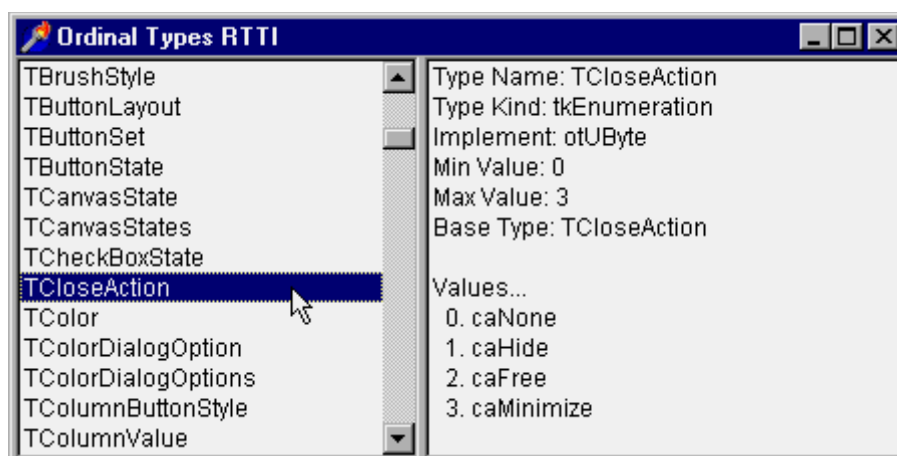 Ordinal Types RTTI
TBrushStyle
TButtonLayout
TButtonSet
TButtonState
TCanvasState
TCanvasStates
TCheckBoxState
TCloseAction
TColor
TColorDialogOption
TColorDialogOptions
TColumnButtonStyle
TColumnValue
Type Name: TCloseAction
Type Kind: tkEnumeration
Implement: otUByte
Min Value: 0
Max Value: 3
Base Type: TCloseAction
Values...
0. caNone
1. caHide
2. caFree
3. caMinimize